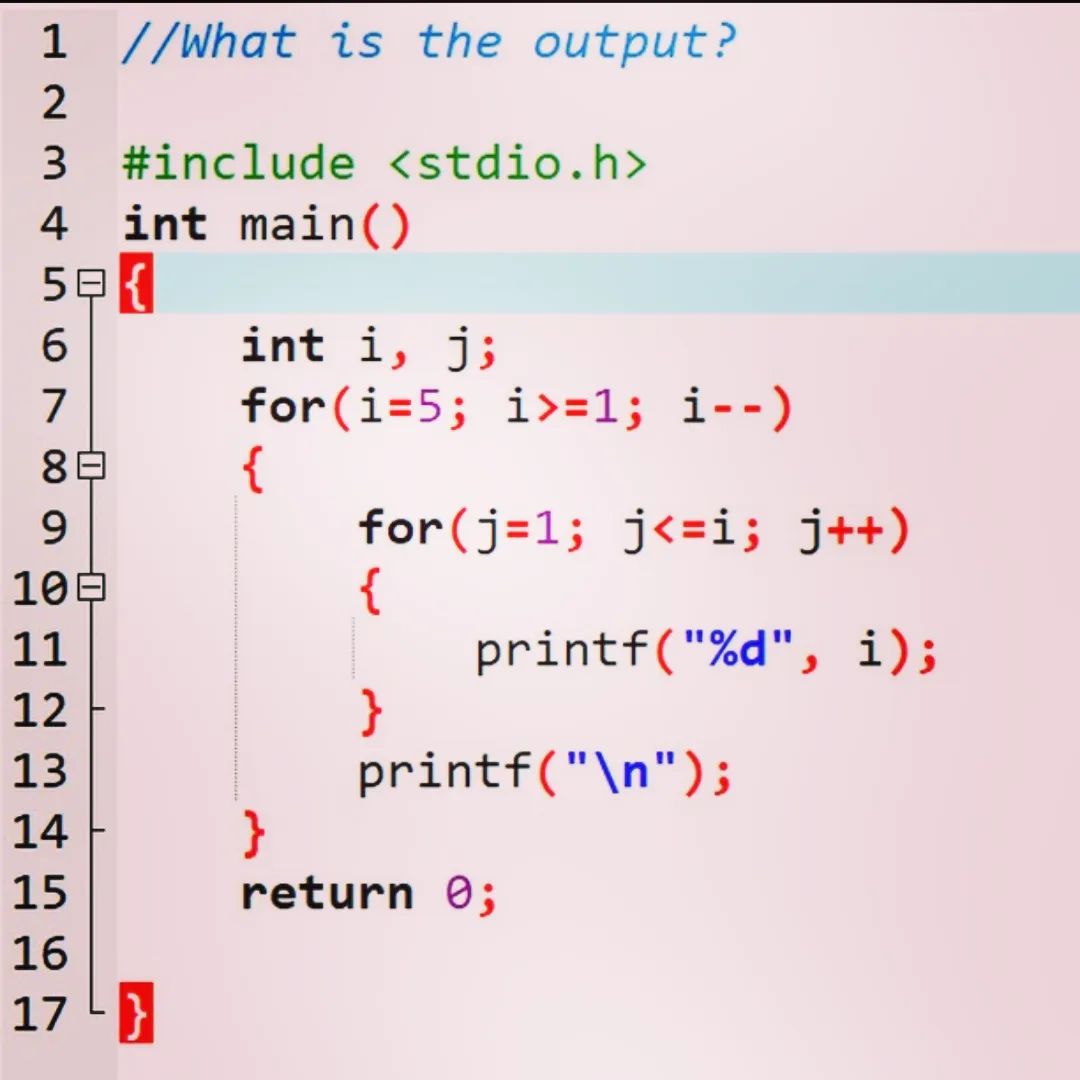 1 //What is the output?
2
3 #include <stdio.h>
4 int main()
5 {
6 int i, j;
7 for(i=5; i>=1; i--)
8 {
9 for(j=1; j<=i; j++)
10 {
11 printf("%d", i);
12 }
13 printf("\n");
14 }
15 return 0;
16
17 }